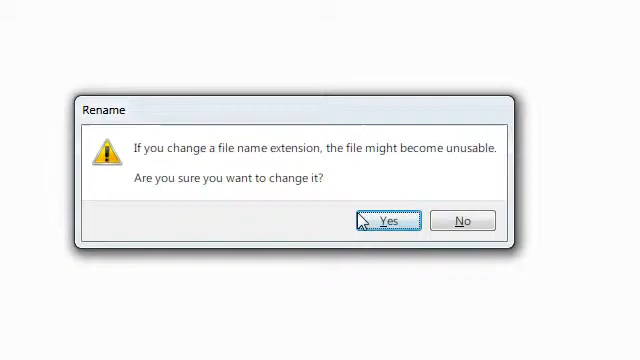 Rename
If you change a file name extension, the file might become unusable.
Are you sure you want to change it?
Yes
No